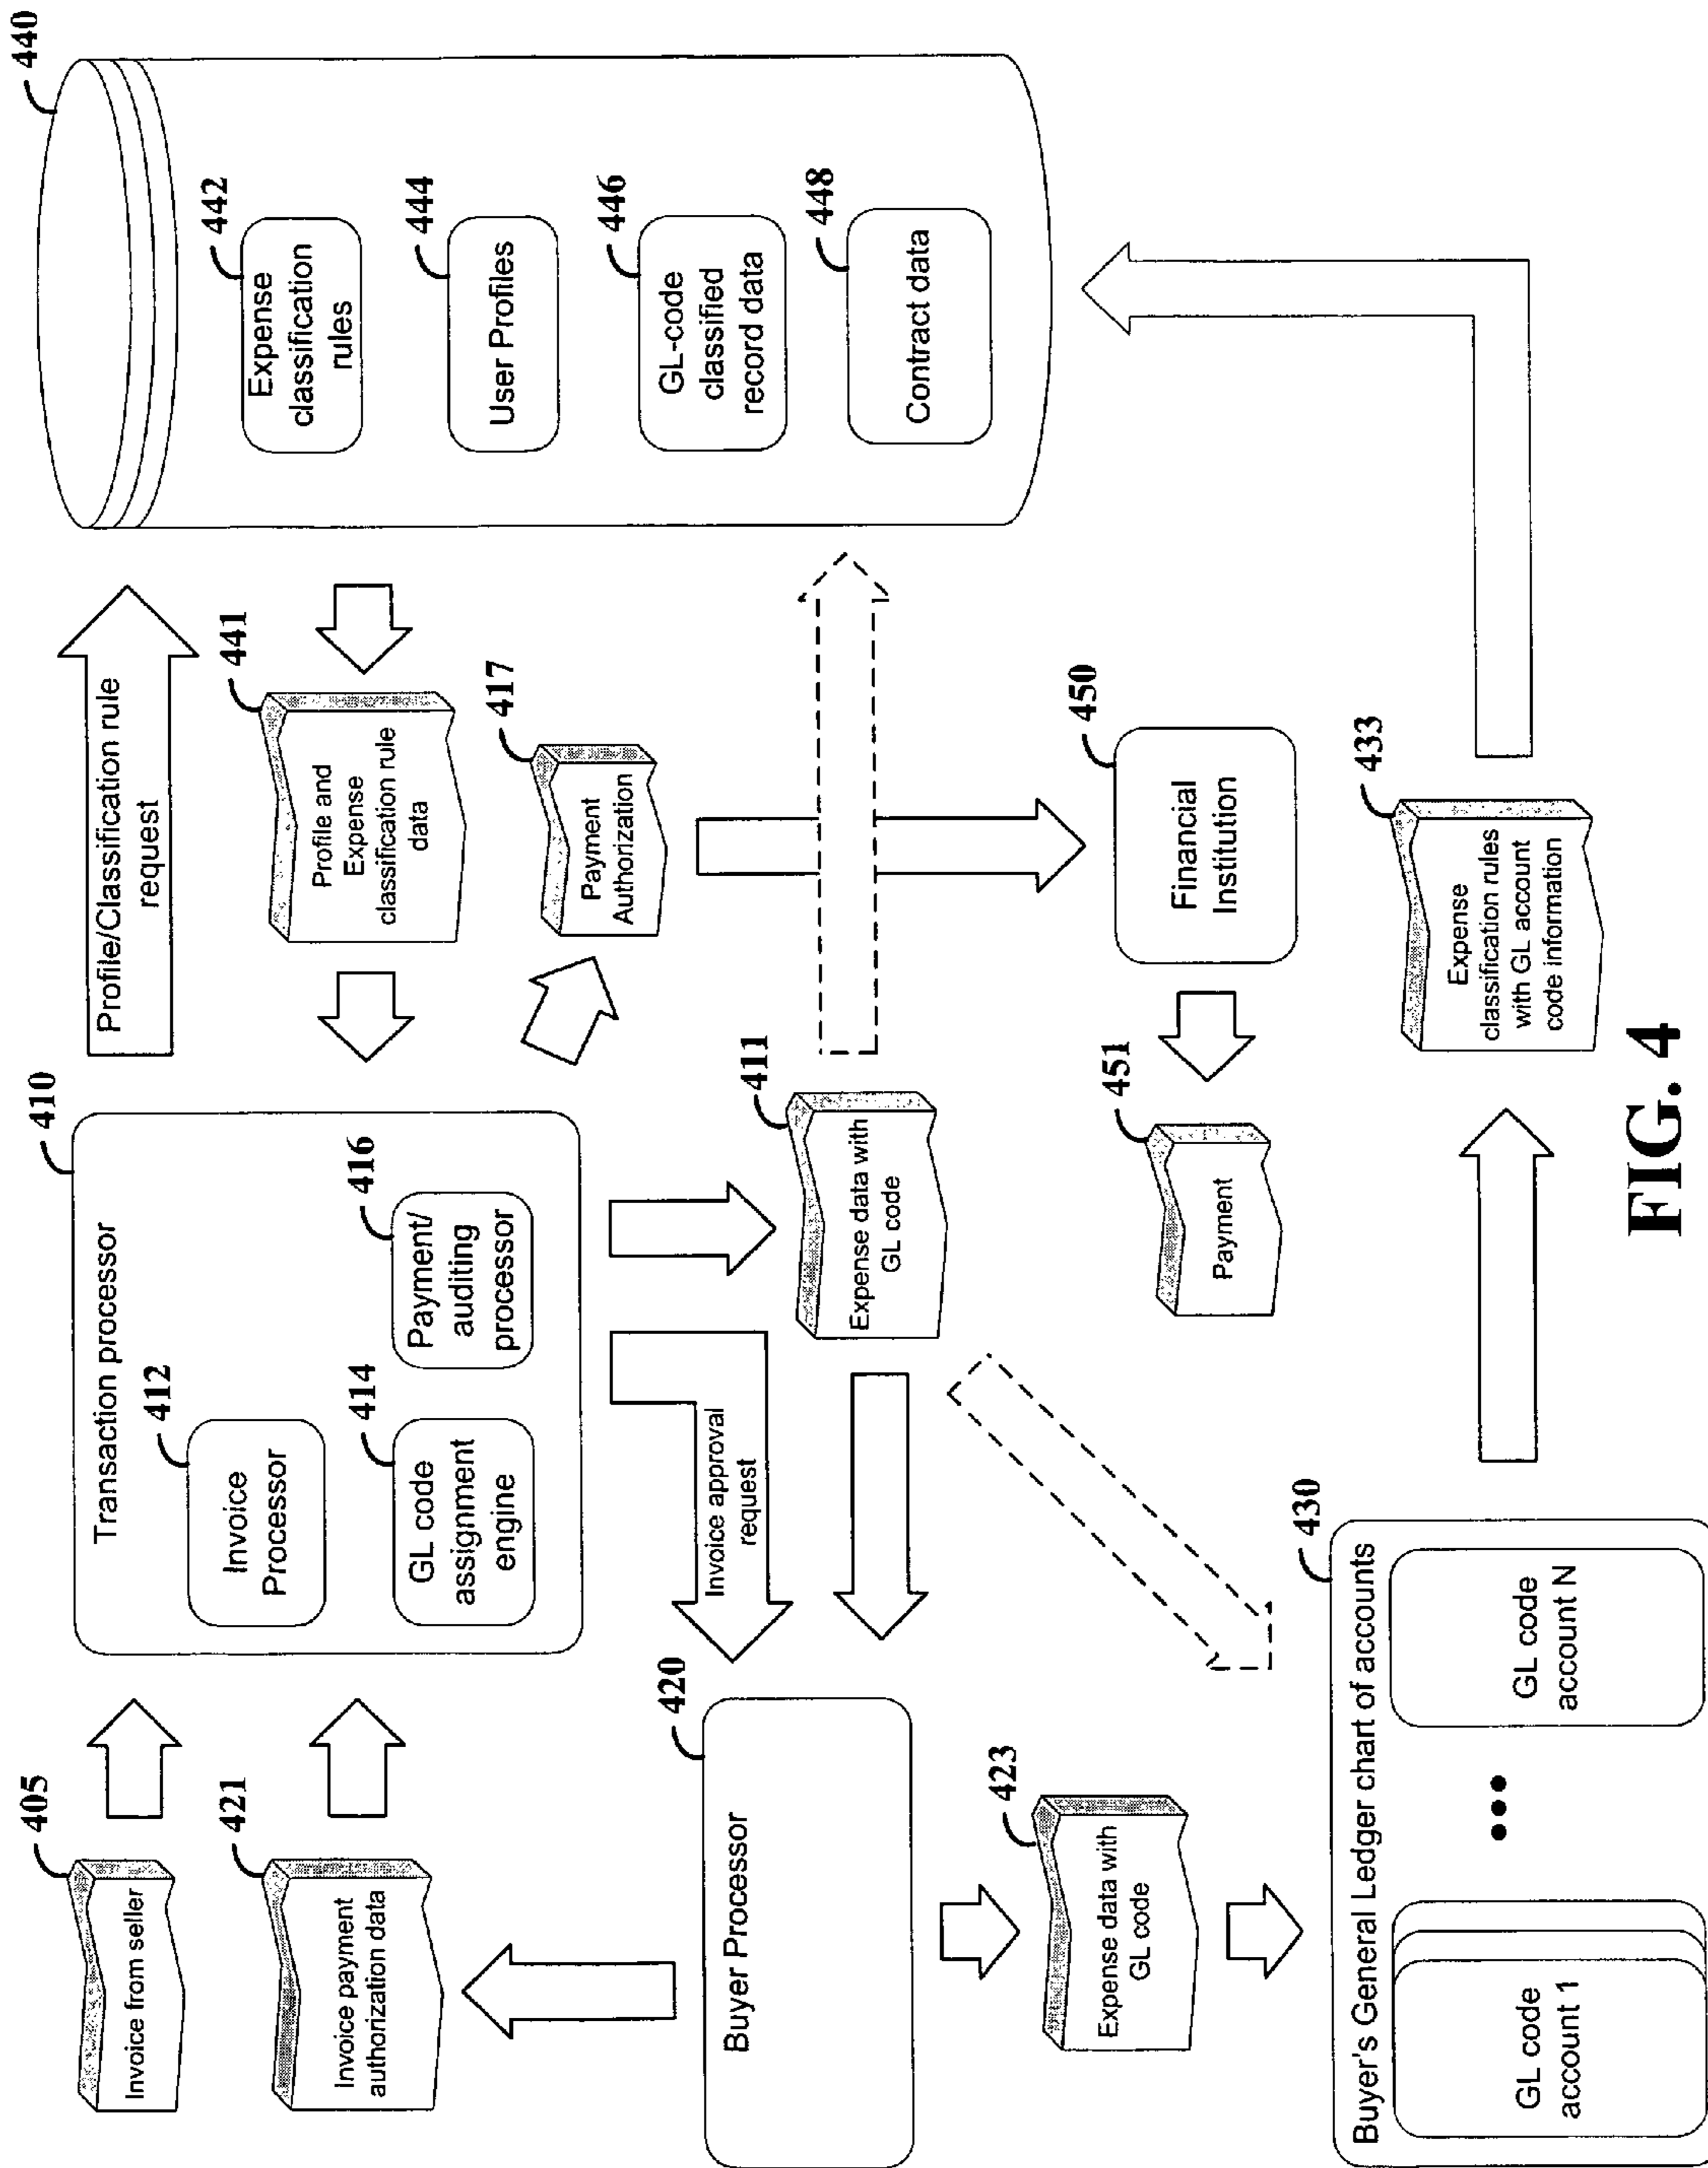 405
Invoice from seller
421
Invoice payment
authorization data
410
Transaction processor
412
Invoice
Processor
414
GL code
assignment
engine
416
Payment/
auditing
processor
Profile/Classification rule
request
441
Profile and
Expense
classification rule
data
417
Payment
Authorization
440
442
Expense
classification
rules
444
User Profiles
446
GL-code
classified
record data
448
Contract data
420
Buyer Processor
Invoice approval
request
411
Expense data with
GL code
423
Expense data with
GL code
451
Payment
450
Financial
Institution
430
Buyer's General Ledger chart of accounts
GL code
account 1
•••
GL code
account N
433
Expense
classification rules
with GL account
code information
FIG. 4